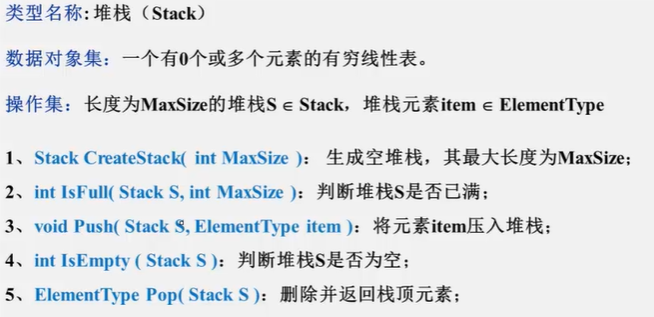 类型名称：堆栈（Stack）
数据对象集：一个有0个或多个元素的有穷线性表。
操作集：长度为MaxSize的堆栈S ∈ Stack，堆栈元素item ∈ ElementType
1、Stack CreateStack( int MaxSize )： 生成空堆栈，其最大长度为MaxSize；
2、int IsFull( Stack S, int MaxSize )：判断堆栈S是否已满；
3、void Push( Stack S, ElementType item )：将元素item压入堆栈；
4、int IsEmpty ( Stack S )：判断堆栈S是否为空；
5、ElementType Pop( Stack S )：删除并返回栈顶元素；